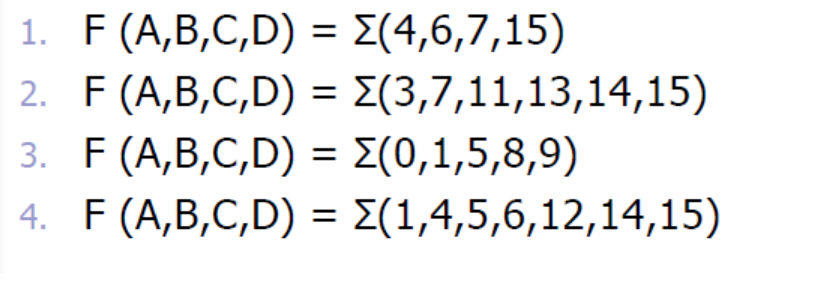 1. F (A,B,C,D) = Σ(4,6,7,15)
2. F (A,B,C,D) = Σ(3,7,11,13,14,15)
3. F (A,B,C,D) = Σ(0,1,5,8,9)
4. F (A,B,C,D) = Σ(1,4,5,6,12,14,15)